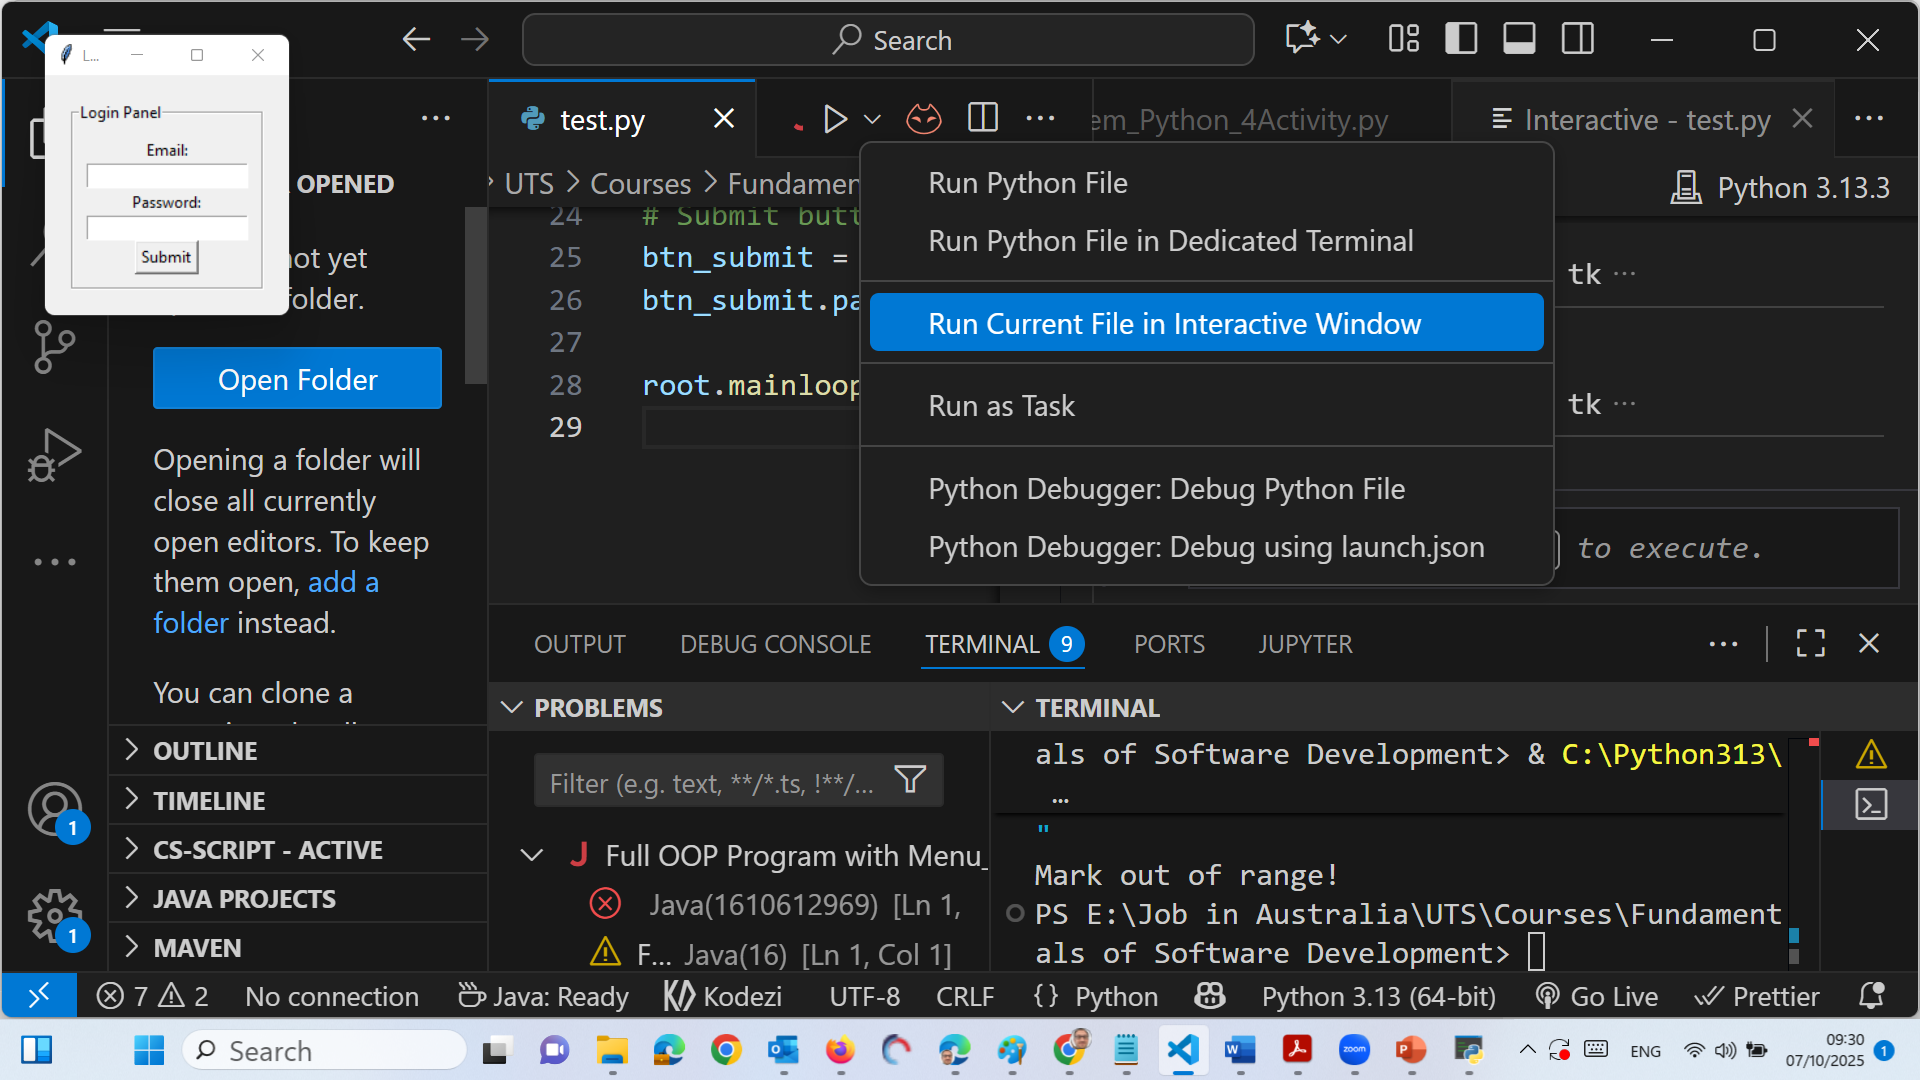 Search
L...
Login Panel
Email:
Password:
Submit
OPENED
not yet
folder.
Open Folder
Opening a folder will
close all currently
open editors. To keep
them open, add a
folder instead.
You can clone a
OUTLINE
TIMELINE
CS-SCRIPT - ACTIVE
JAVA PROJECTS
MAVEN
1
1
test.py
em_Python_4Activity.py
Interactive - test.py
UTS > Courses > Fundamen
Python 3.13.3
24 # Submit butt
25 btn_submit =
26 btn_submit.pa
27
28 root.mainloop
29
Run Python File
Run Python File in Dedicated Terminal
Run Current File in Interactive Window
Run as Task
Python Debugger: Debug Python File
Python Debugger: Debug using launch.json
tk ...
tk ...
to execute.
OUTPUT DEBUG CONSOLE TERMINAL 9 PORTS JUPYTER
PROBLEMS
Filter (e.g. text, **/*.ts, !**/...
Full OOP Program with Menu_
Java(1610612969) [Ln 1,
F... Java(16) [Ln 1, Col 1]
TERMINAL
als of Software Development> & C:\Python313\
...
"
Mark out of range!
PS E:\Job in Australia\UTS\Courses\Fundament
als of Software Development>
7 2 No connection Java: Ready Kodezi UTF-8 CRLF {} Python Python 3.13 (64-bit) Go Live Prettier
Search
zoom
ENG
09:30
07/10/2025
1